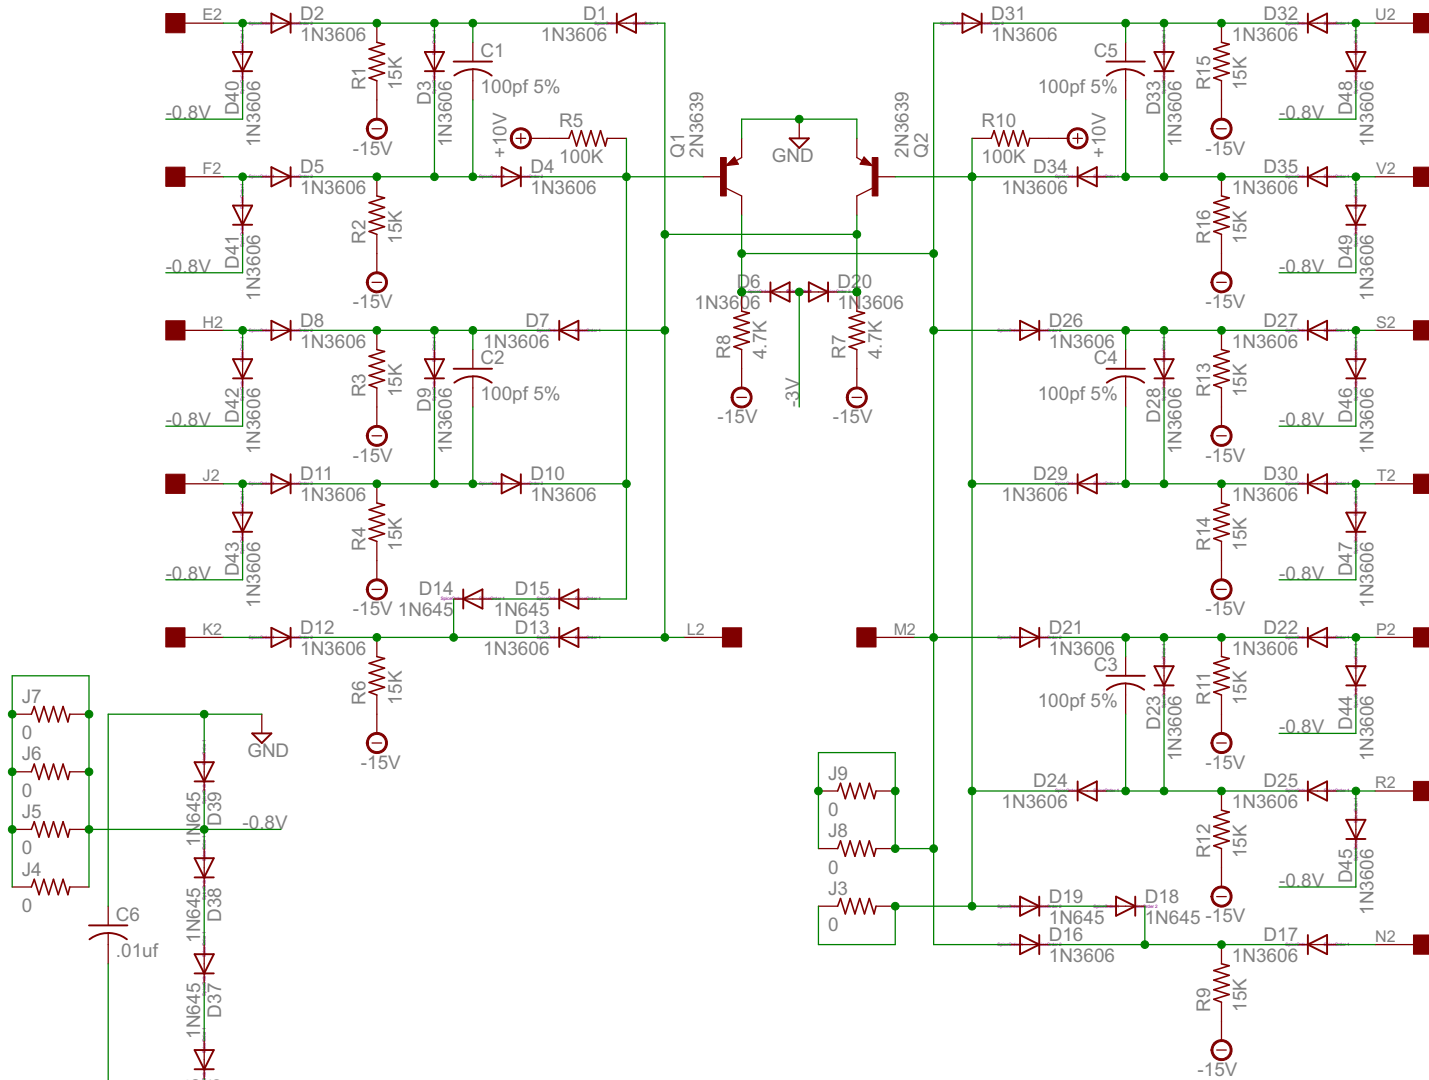 E2
D2
1N3606
D40
1N3606
-0.8V
R1
15K
-15V
D3
1N3606
C1
100pf 5%
D1
1N3606
F2
D5
1N3606
D41
1N3606
-0.8V
R2
15K
-15V
+10V
R5
100K
D4
1N3606
Q1
2N3639
GND
2N3639
Q2
D6
1N3606
D20
1N3606
R8
4.7K
-15V
-3V
R7
4.7K
-15V
H2
D8
1N3606
D42
1N3606
-0.8V
R3
15K
-15V
D9
1N3606
C2
100pf 5%
D7
1N3606
J2
D11
1N3606
D43
1N3606
-0.8V
R4
15K
-15V
D10
1N3606
D14
1N645
D15
1N645
K2
D12
1N3606
D13
1N3606
L2
R6
15K
-15V
J7
0
J6
0
J5
0
J4
0
GND
1N645
D39
-0.8V
1N645
D38
1N645
D37
C6
.01uf
D31
1N3606
C5
100pf 5%
D33
1N3606
R15
15K
-15V
D32
1N3606
U2
D48
1N3606
-0.8V
R10
100K
+10V
D34
1N3606
D35
1N3606
V2
R16
15K
-15V
D49
1N3606
-0.8V
D26
1N3606
C4
100pf 5%
D28
1N3606
R13
15K
-15V
D27
1N3606
S2
D46
1N3606
-0.8V
D29
1N3606
D30
1N3606
T2
R14
15K
-15V
D47
1N3606
-0.8V
M2
D21
1N3606
C3
100pf 5%
D23
1N3606
R11
15K
-15V
D22
1N3606
P2
D44
1N3606
-0.8V
D24
1N3606
D25
1N3606
R2
R12
15K
-15V
D45
1N3606
-0.8V
J9
0
J8
0
J3
0
D19
1N645
D18
1N645
D16
1N3606
D17
1N3606
N2
R9
15K
-15V